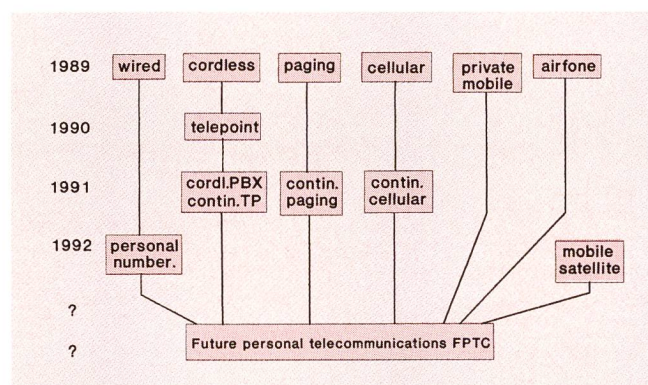 1989 wired cordless paging cellular private mobile airfone
1990 telepoint
1991 cordl.PBX contin.TP contin. paging contin. cellular
1992 personal number. mobile satellite
?
?
Future personal telecommunications FPTC